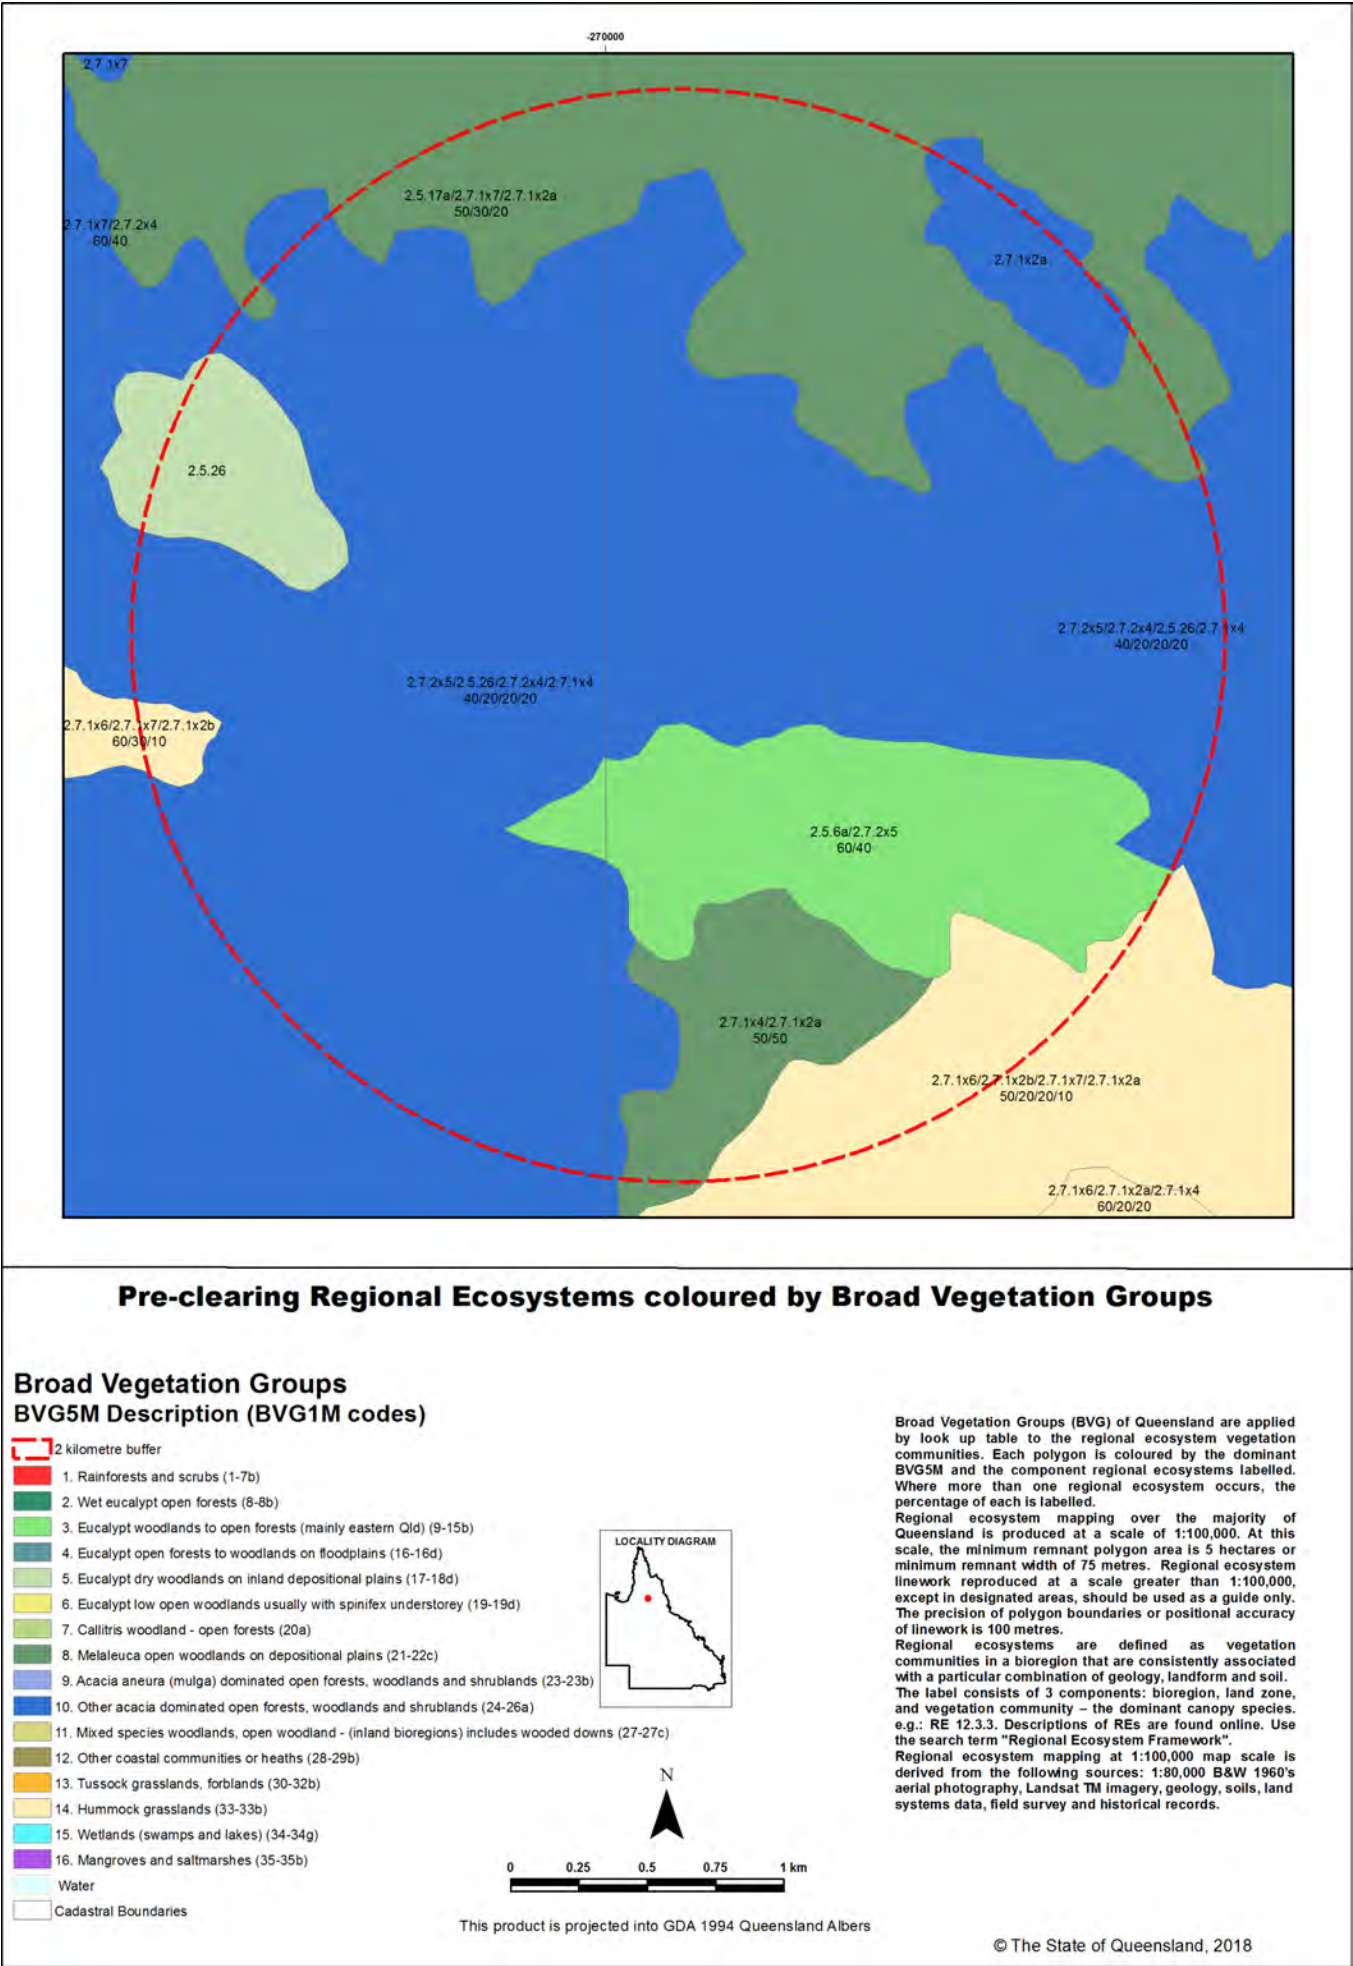 -270000
2.7.1x7
2.5.17a/2.7.1x7/2.7.1x2a
50/30/20
2.7.1x7/2.7.2x4
60/40
2.7.1x2a
2.5.26
2.7.2x5/2.7.2x4/2.5.26/2.7.1x4
40/20/20/20
2.7.2x5/2.5.26/2.7.2x4/2.7.1x4
40/20/20/20
2.7.1x6/2.7.1x7/2.7.1x2b
60/30/10
2.5.6a/2.7.2x5
60/40
2.7.1x4/2.7.1x2a
50/50
2.7.1x6/2.7.1x2b/2.7.1x7/2.7.1x2a
50/20/20/10
2.7.1x6/2.7.1x2a/2.7.1x4
60/20/20
Pre-clearing Regional Ecosystems coloured by Broad Vegetation Groups
Broad Vegetation Groups
BVG5M Description (BVG1M codes)
2 kilometre buffer
1. Rainforests and scrubs (1-7b)
2. Wet eucalypt open forests (8-8b)
3. Eucalypt woodlands to open forests (mainly eastern Qld) (9-15b)
4. Eucalypt open forests to woodlands on floodplains (16-16d)
5. Eucalypt dry woodlands on inland depositional plains (17-18d)
6. Eucalypt low open woodlands usually with spinifex understorey (19-19d)
7. Callitris woodland - open forests (20a)
8. Melaleuca open woodlands on depositional plains (21-22c)
9. Acacia aneura (mulga) dominated open forests, woodlands and shrublands (23-23b)
10. Other acacia dominated open forests, woodlands and shrublands (24-26a)
11. Mixed species woodlands, open woodland - (inland bioregions) includes wooded downs (27-27c)
12. Other coastal communities or heaths (28-29b)
13. Tussock grasslands, forblands (30-32b)
14. Hummock grasslands (33-33b)
15. Wetlands (swamps and lakes) (34-34g)
16. Mangroves and saltmarshes (35-35b)
Water
Cadastral Boundaries
LOCALITY DIAGRAM
N
0 0.25 0.5 0.75 1 km
This product is projected into GDA 1994 Queensland Albers
Broad Vegetation Groups (BVG) of Queensland are applied
by look up table to the regional ecosystem vegetation
communities. Each polygon is coloured by the dominant
BVG5M and the component regional ecosystems labelled.
Where more than one regional ecosystem occurs, the
percentage of each is labelled.
Regional ecosystem mapping over the majority of
Queensland is produced at a scale of 1:100,000. At this
scale, the minimum remnant polygon area is 5 hectares or
minimum remnant width of 75 metres. Regional ecosystem
linework reproduced at a scale greater than 1:100,000,
except in designated areas, should be used as a guide only.
The precision of polygon boundaries or positional accuracy
of linework is 100 metres.
Regional ecosystems are defined as vegetation
communities in a bioregion that are consistently associated
with a particular combination of geology, landform and soil.
The label consists of 3 components: bioregion, land zone,
and vegetation community – the dominant canopy species.
e.g.: RE 12.3.3. Descriptions of REs are found online. Use
the search term "Regional Ecosystem Framework".
Regional ecosystem mapping at 1:100,000 map scale is
derived from the following sources: 1:80,000 B&W 1960's
aerial photography, Landsat TM imagery, geology, soils, land
systems data, field survey and historical records.
© The State of Queensland, 2018